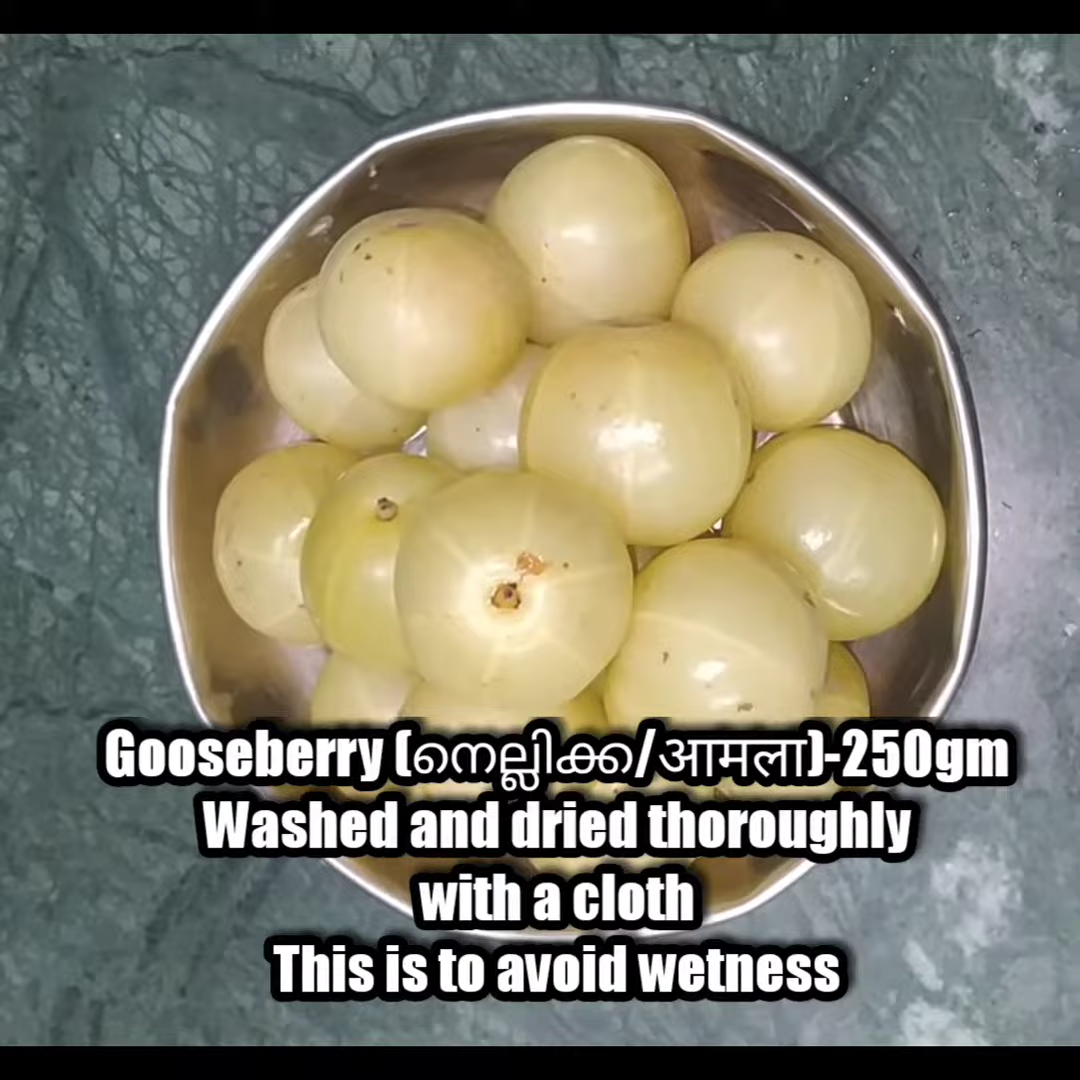 Gooseberry (നെല്ലിക്ക/आमला)-250gm
Washed and dried thoroughly
with a cloth
This is to avoid wetness